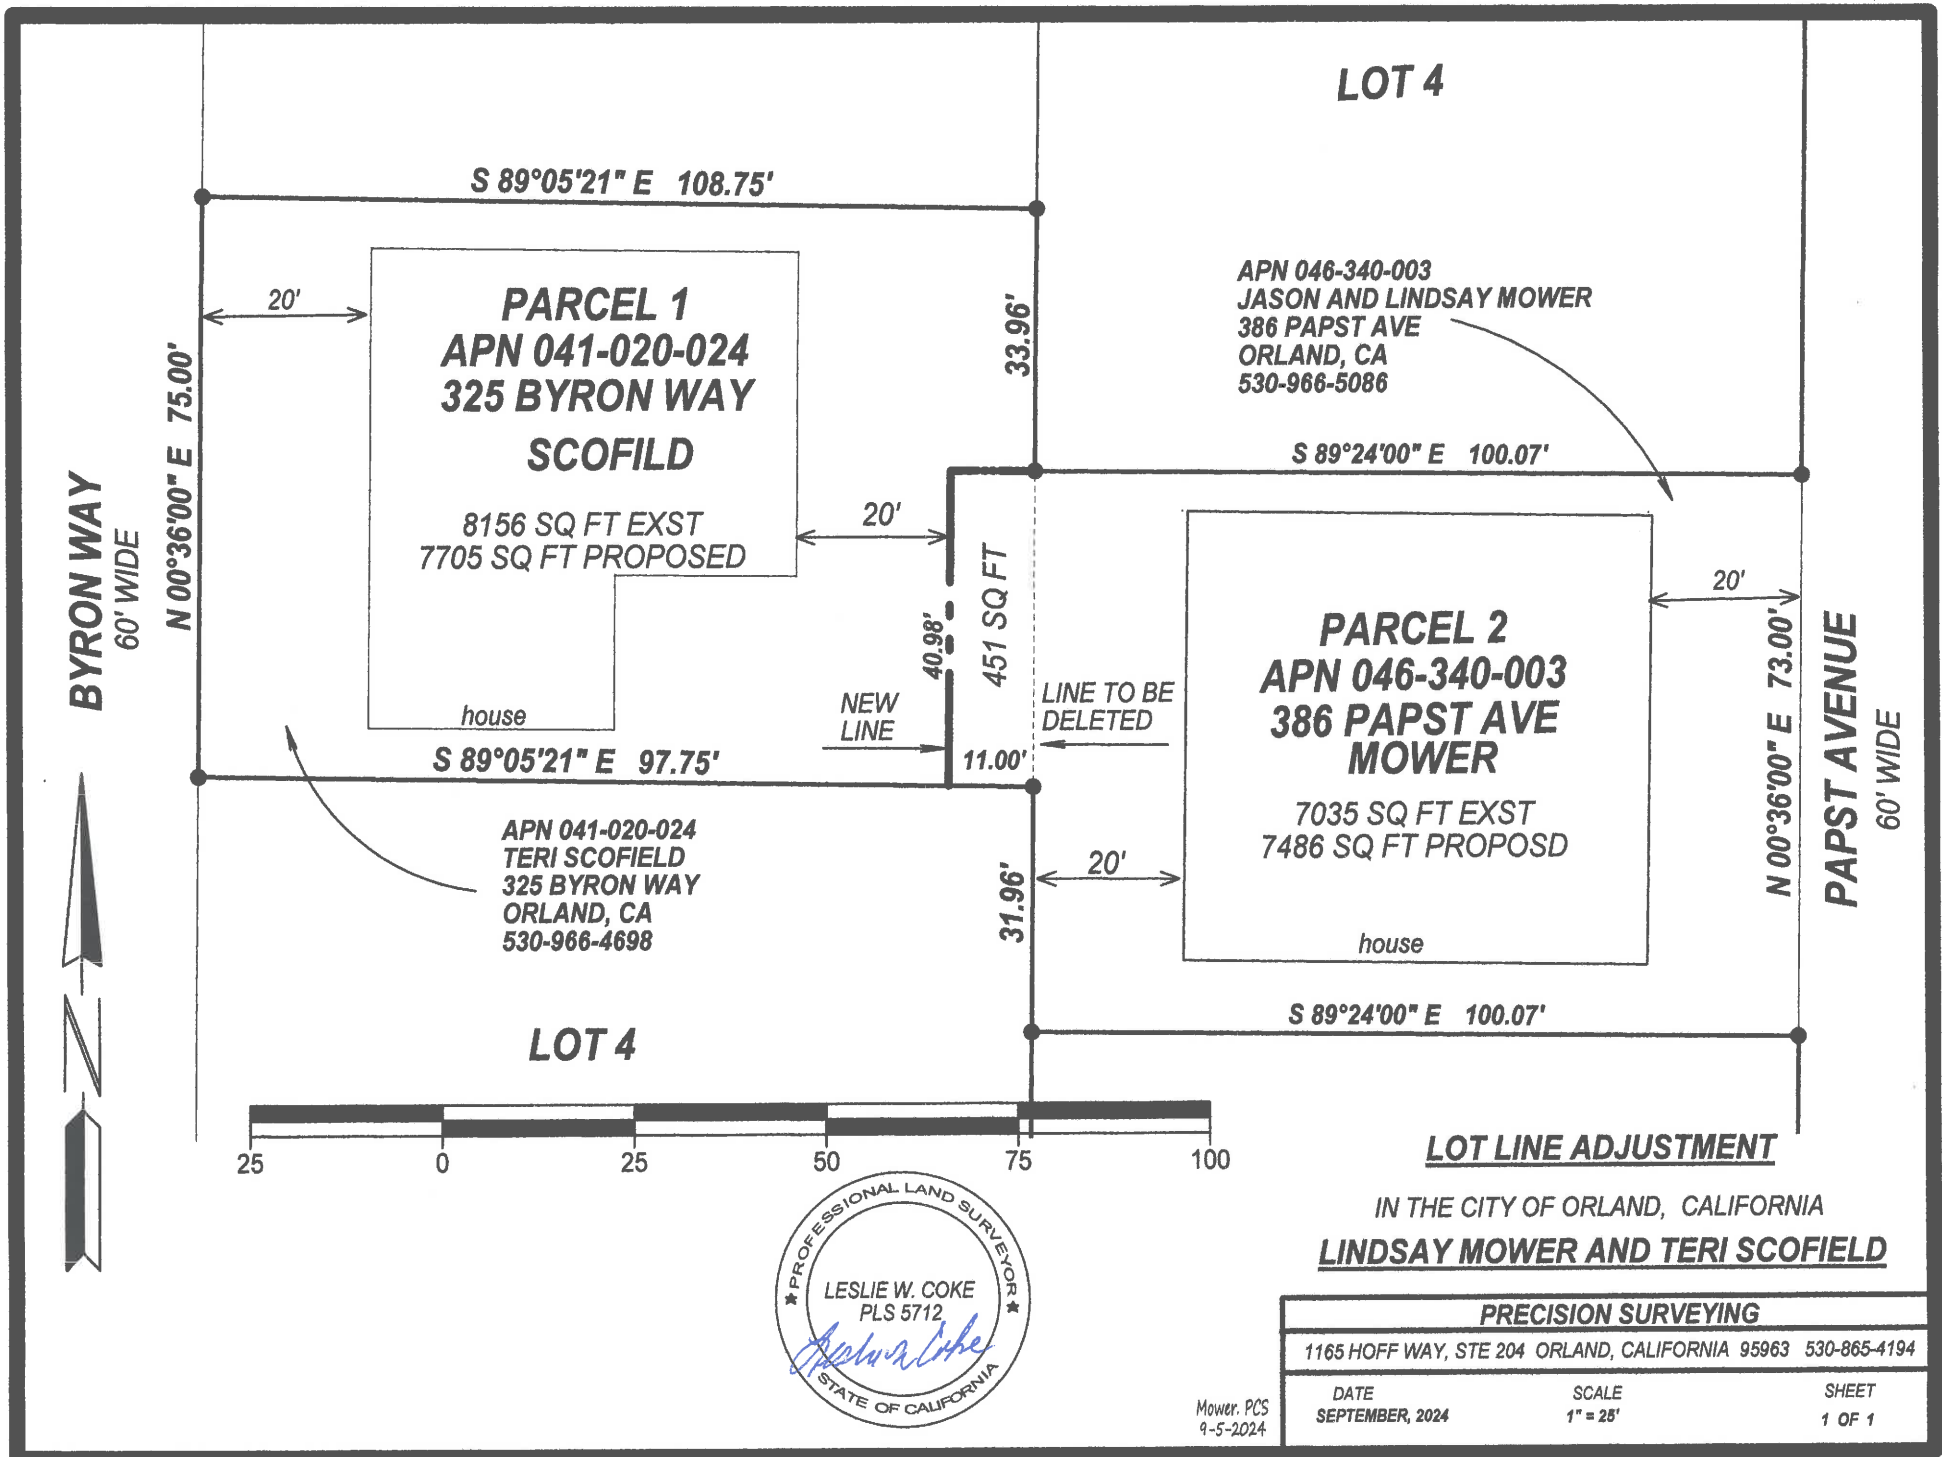 LOT 4
S 89°05'21" E 108.75'
20'
PARCEL 1
APN 041-020-024
325 BYRON WAY
SCOFILD
8156 SQ FT EXST
7705 SQ FT PROPOSED
house
N 00°36'00" E 75.00'
BYRON WAY
60' WIDE
33.96'
APN 046-340-003
JASON AND LINDSAY MOWER
386 PAPST AVE
ORLAND, CA
530-966-5086
S 89°24'00" E 100.07'
20'
40.98'
451 SQ FT
NEW
LINE
LINE TO BE
DELETED
11.00'
S 89°05'21" E 97.75'
PARCEL 2
APN 046-340-003
386 PAPST AVE
MOWER
7035 SQ FT EXST
7486 SQ FT PROPOSD
house
20'
N 00°36'00" E 73.00'
PAPST AVENUE
60' WIDE
APN 041-020-024
TERI SCOFIELD
325 BYRON WAY
ORLAND, CA
530-966-4698
31.96'
20'
S 89°24'00" E 100.07'
LOT 4
N
25 0 25 50 75 100
PROFESSIONAL LAND SURVEYOR
LESLIE W. COKE
PLS 5712
STATE OF CALIFORNIA
LOT LINE ADJUSTMENT
IN THE CITY OF ORLAND, CALIFORNIA
LINDSAY MOWER AND TERI SCOFIELD
PRECISION SURVEYING
1165 HOFF WAY, STE 204 ORLAND, CALIFORNIA 95963 530-865-4194
DATE SCALE SHEET
SEPTEMBER, 2024 1" = 25' 1 OF 1
Mower. PCS
9-5-2024